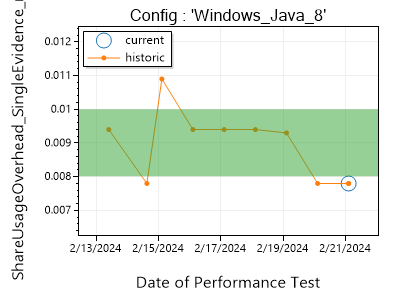 Config : 'Windows_Java_8'
current
historic
0.012
0.011
0.01
0.009
0.008
0.007
ShareUsageOverhead_SingleEvidence_
2/13/2024
2/15/2024
2/17/2024
2/19/2024
2/21/2024
Date of Performance Test